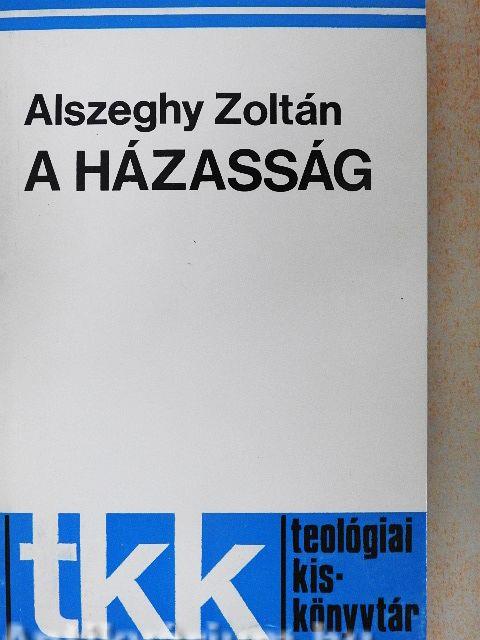 Alszeghy Zoltán
A HÁZASSÁG
tkk
teológiai
kis-
könyvtár